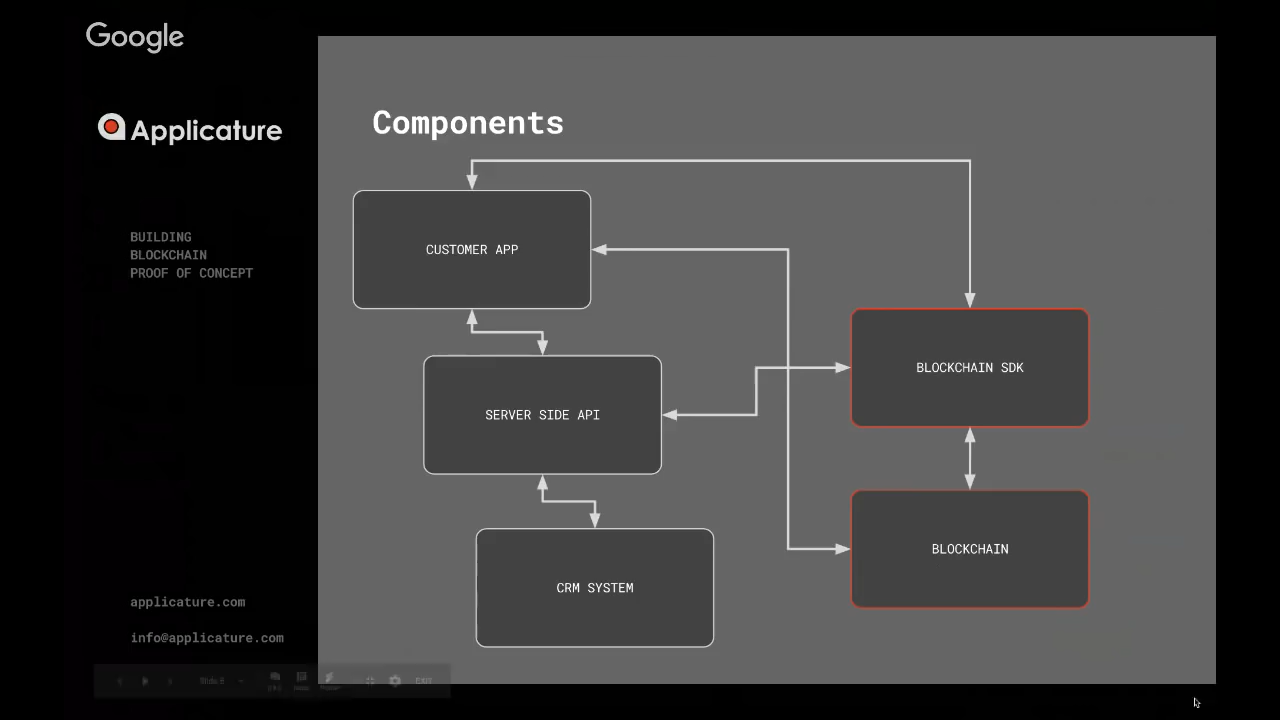 Google
Applicature
BUILDING
BLOCKCHAIN
PROOF OF CONCEPT
applicature.com
info@applicature.com
Components
CUSTOMER APP
SERVER SIDE API
CRM SYSTEM
BLOCKCHAIN SDK
BLOCKCHAIN
EXIT